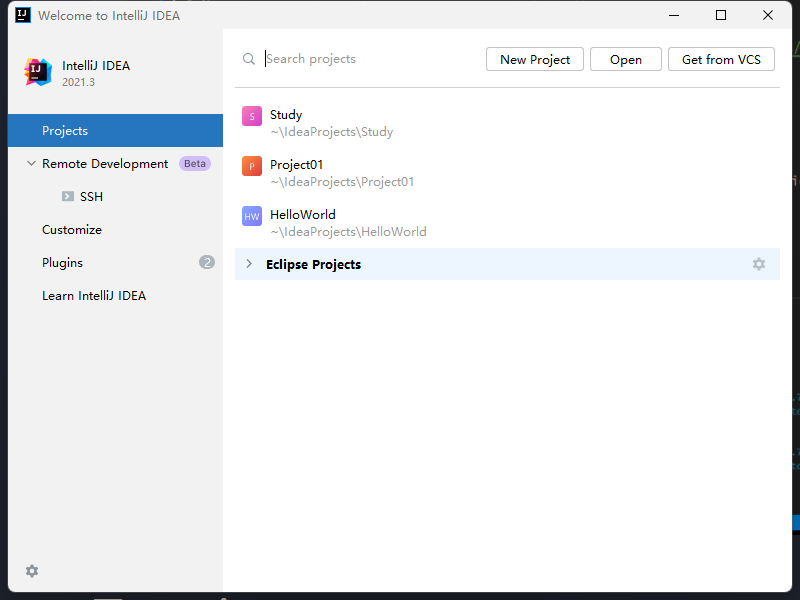 Welcome to IntelliJ IDEA
IntelliJ IDEA
2021.3
Projects
Remote Development Beta
SSH
Customize
Plugins 2
Learn IntelliJ IDEA
Search projects
New Project
Open
Get from VCS
S Study
~\IdeaProjects\Study
P Project01
~\IdeaProjects\Project01
HW HelloWorld
~\IdeaProjects\HelloWorld
Eclipse Projects